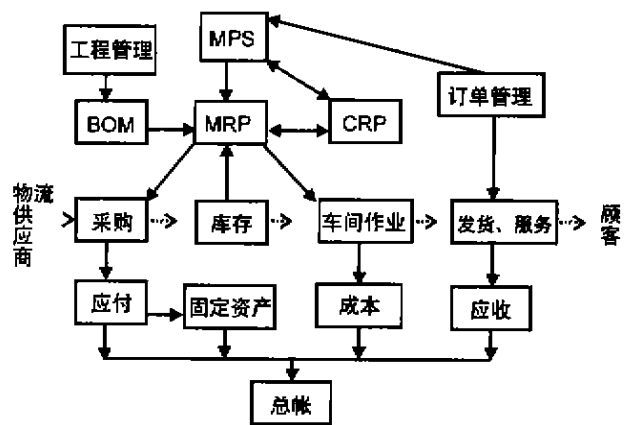 工程管理
MPS
订单管理
BOM
MRP
CRP
物流
供应商
采购
库存
车间作业
发货、服务
顾客
应付
固定资产
成本
应收
总帐